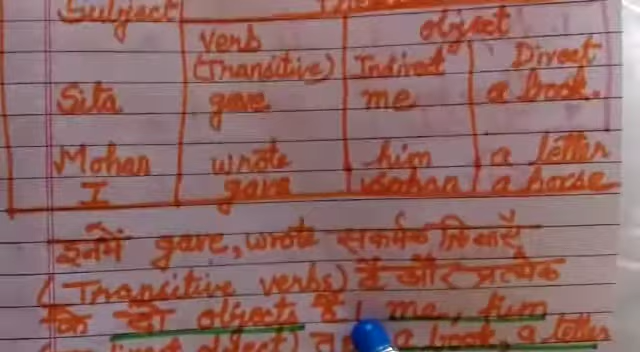 Subject
verb object
(Transitive) Indirect Direct
Sita gave me a book.
Mohan wrote him a letter
I gave a horse
इनमें gave, wrote सकर्मक क्रियाएँ
(Transitive verbs) हैं और प्रत्येक
कि दो objects हैं। me, him
object) a book, a letter